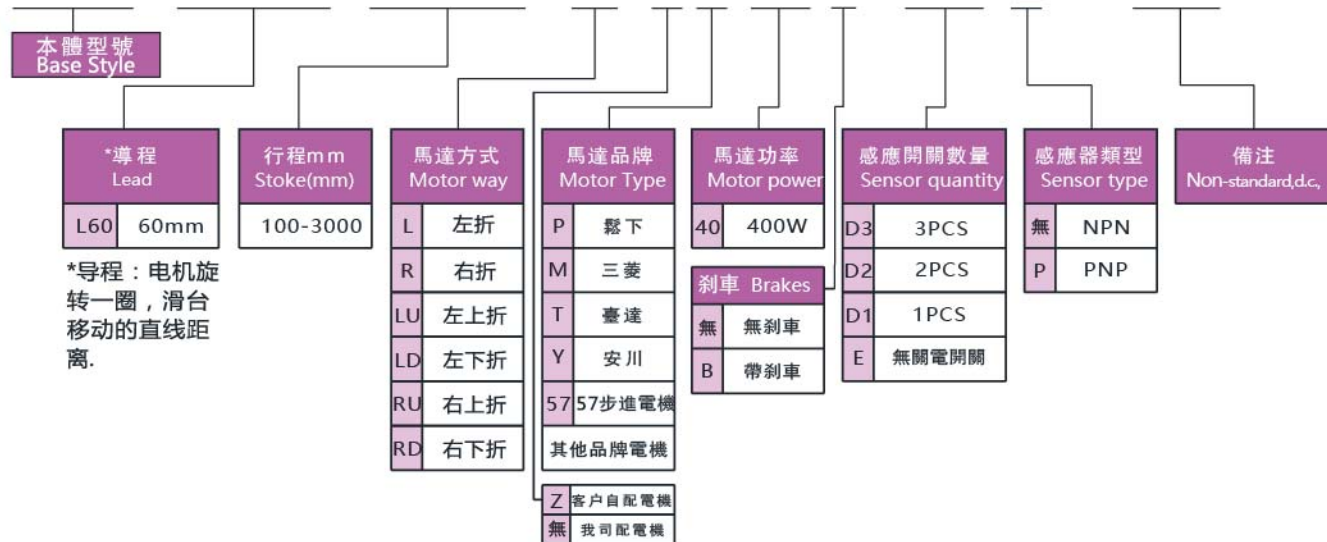 本體型號
Base Style
*導程
Lead
L60 60mm
*导程：电机旋
转一圈，滑台
移动的直线距
离.
行程mm
Stoke(mm)
100-3000
馬達方式
Motor way
L 左折
R 右折
LU 左上折
LD 左下折
RU 右上折
RD 右下折
馬達品牌
Motor Type
P 鬆下
M 三菱
T 臺達
Y 安川
57 57步進電機
其他品牌電機
Z 客户自配電機
無 我司配電機
馬達功率
Motor power
40 400W
刹車 Brakes
無 無刹車
B 帶刹車
感應開關數量
Sensor quantity
D3 3PCS
D2 2PCS
D1 1PCS
E 無關電開關
感應器類型
Sensor type
無 NPN
P PNP
備注
Non-standard,d.c,